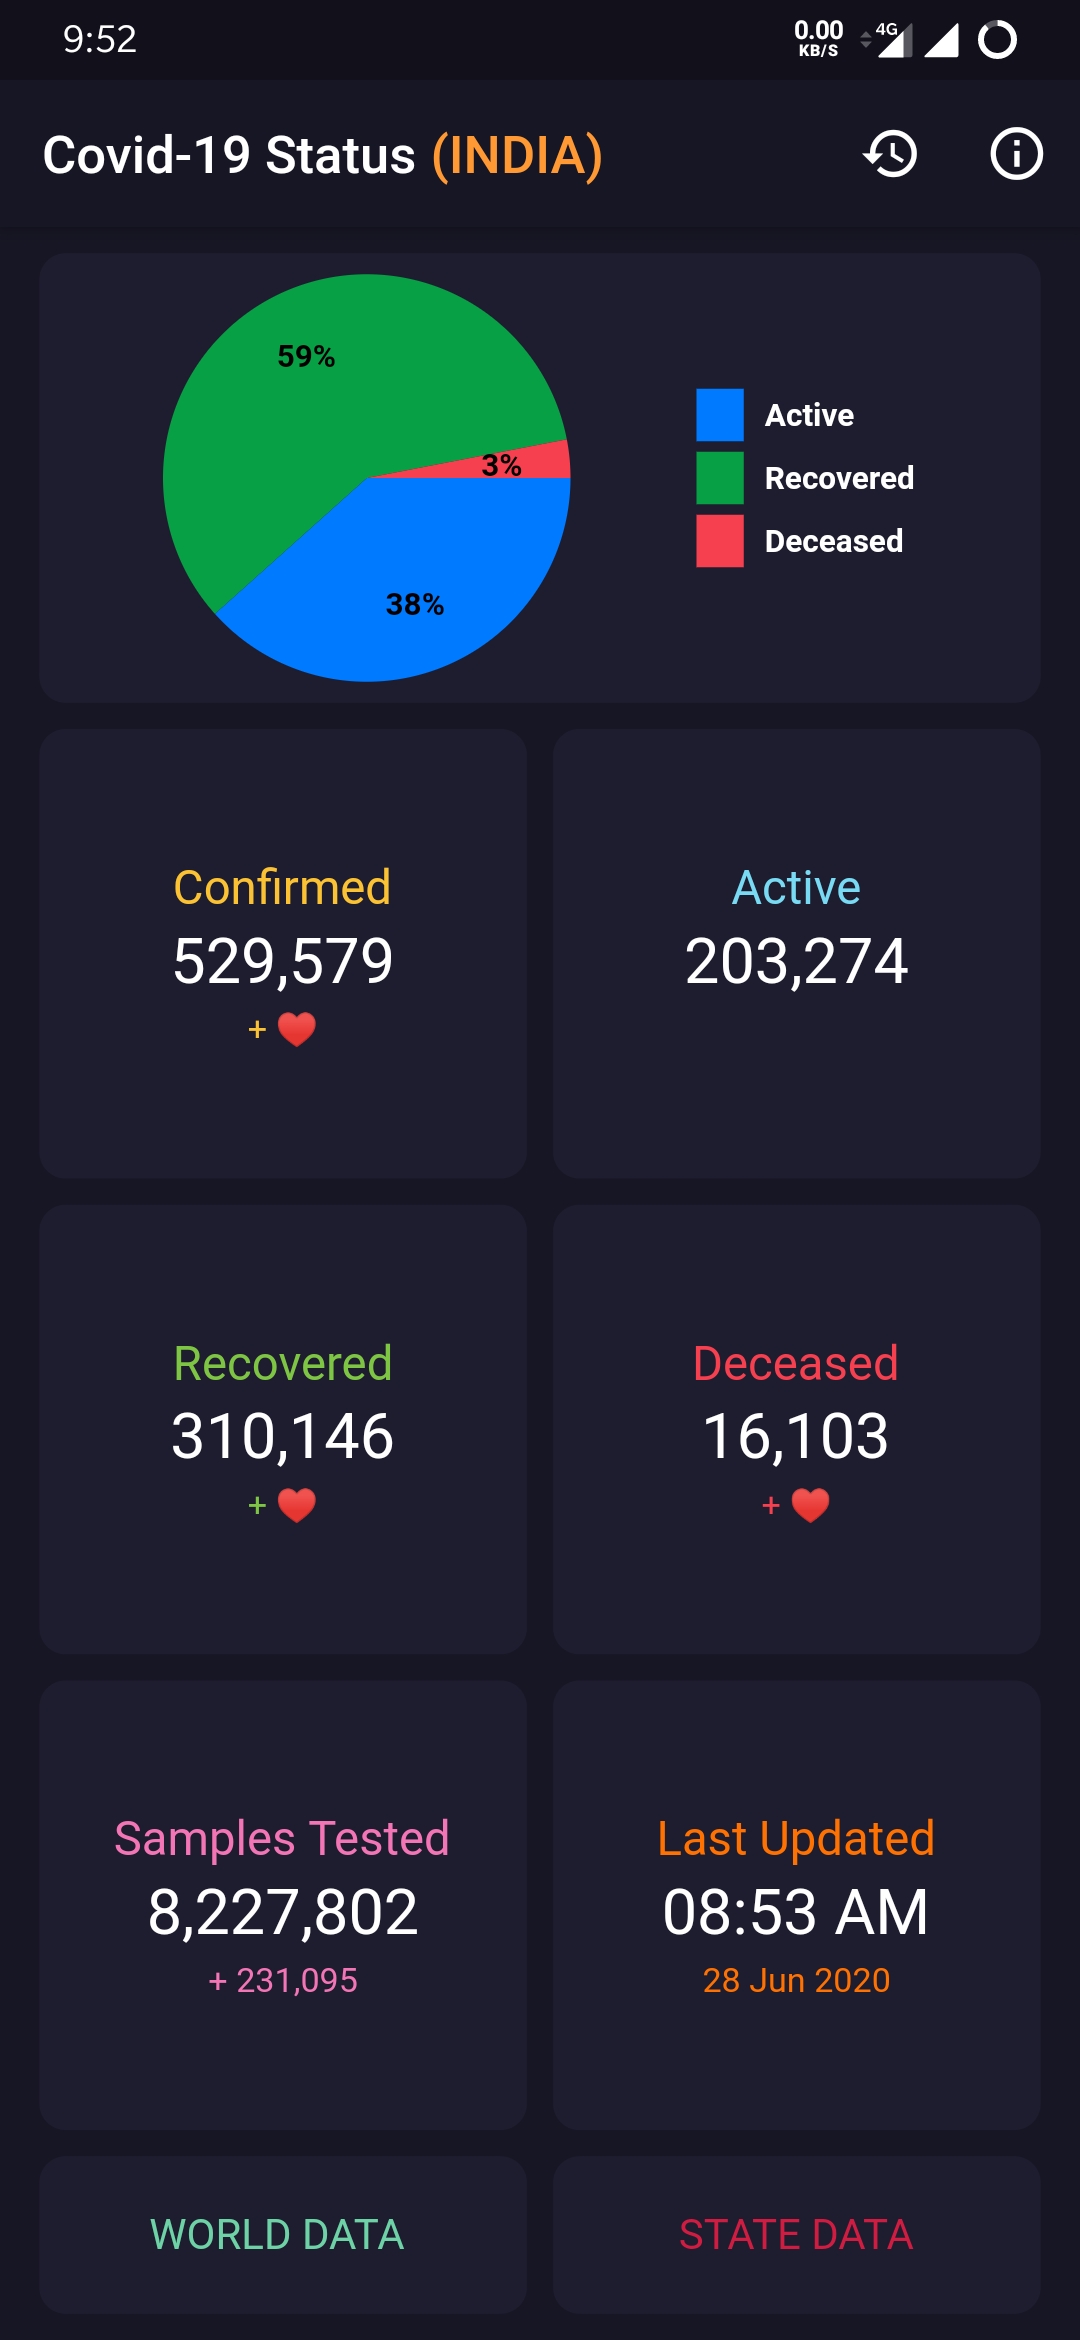 9:52
0.00
KB/S
4G
Covid-19 Status (INDIA)
59%
3%
38%
Active
Recovered
Deceased
Confirmed
529,579
+ ❤️
Active
203,274
Recovered
310,146
+ ❤️
Deceased
16,103
+ ❤️
Samples Tested
8,227,802
+ 231,095
Last Updated
08:53 AM
28 Jun 2020
WORLD DATA
STATE DATA